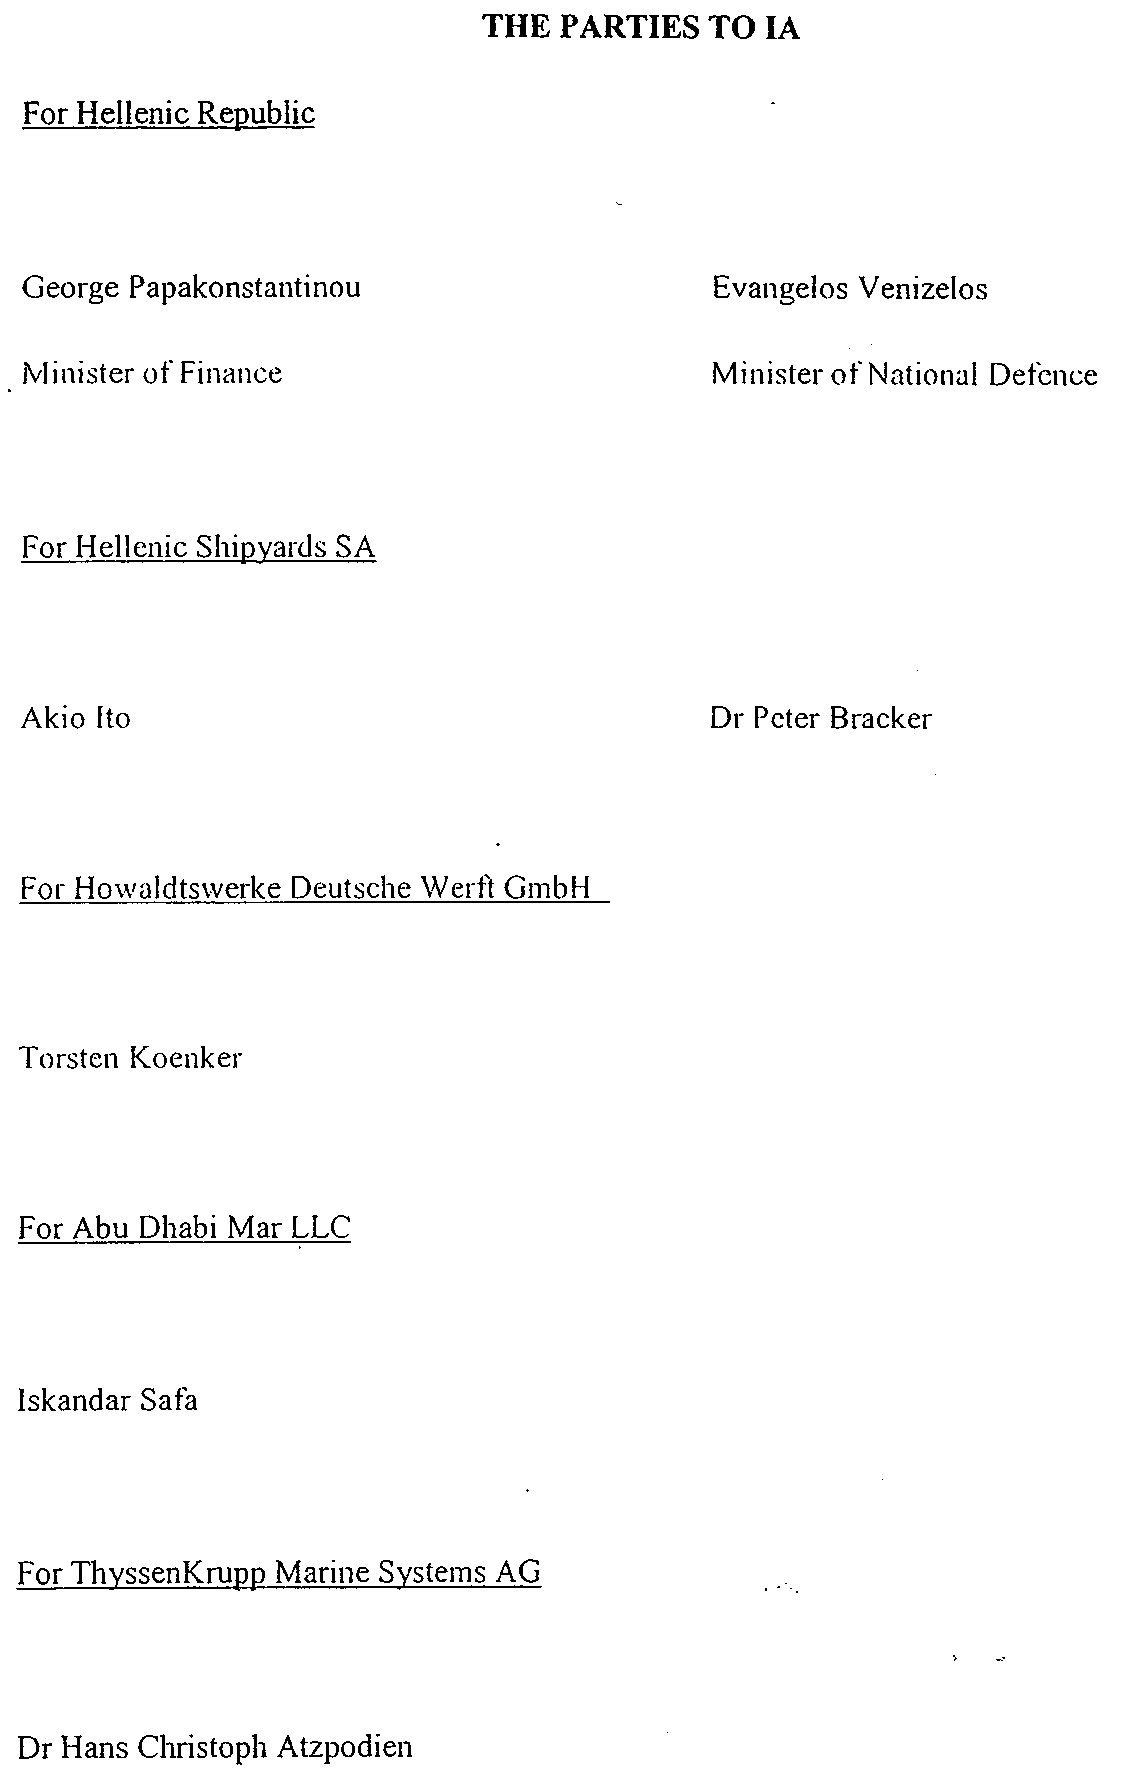 THE PARTIES TO IA
For Hellenic Republic
George Papakonstantinou Evangelos Venizelos
Minister of Finance Minister of National Defence
For Hellenic Shipyards SA
Akio Ito Dr Peter Bracker
For Howaldtswerke Deutsche Werft GmbH
Torsten Koenker
For Abu Dhabi Mar LLC
Iskandar Safa
For ThyssenKrupp Marine Systems AG
Dr Hans Christoph Atzpodien